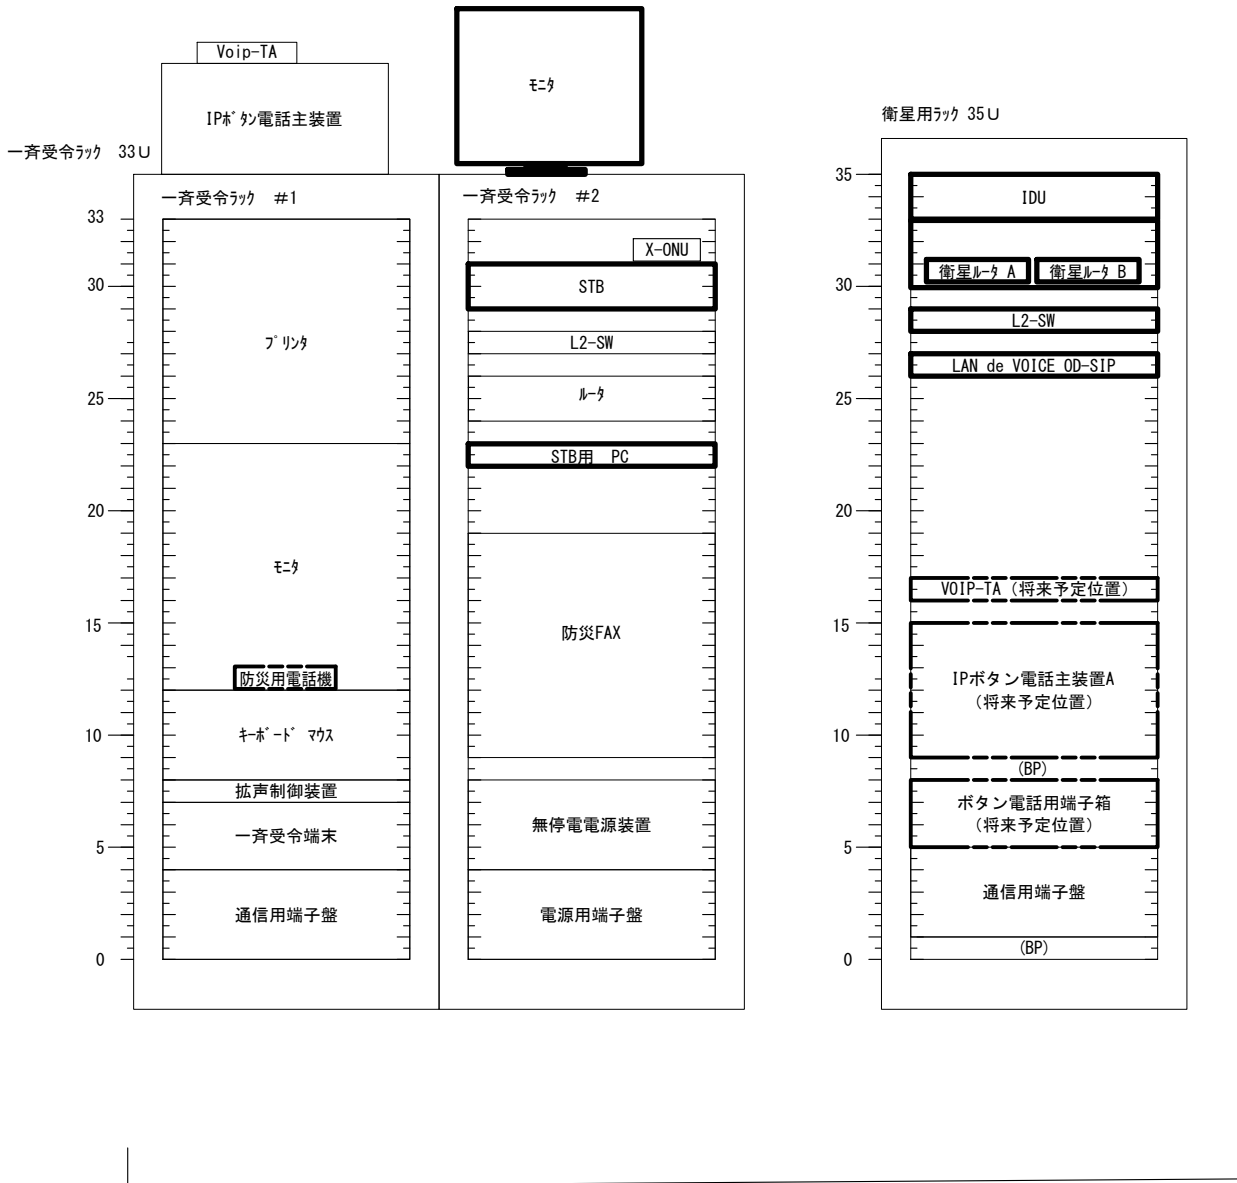 Voip-TA
IPﾎﾞﾀﾝ電話主装置
ﾓﾆﾀ
一斉受令ﾗｯｸ 33U
衛星用ﾗｯｸ 35U
一斉受令ﾗｯｸ #1
33
30
25
20
15
10
5
0
ﾌﾟﾘﾝﾀ
ﾓﾆﾀ
防災用電話機
ｷｰﾎﾞｰﾄﾞ ﾏｳｽ
拡声制御装置
一斉受令端末
通信用端子盤
一斉受令ﾗｯｸ #2
X-ONU
STB
L2-SW
ﾙｰﾀ
STB用 PC
防災FAX
無停電電源装置
電源用端子盤
35
30
25
20
15
10
5
0
IDU
衛星ﾙｰﾀ A 衛星ﾙｰﾀ B
L2-SW
LAN de VOICE OD-SIP
VOIP-TA（将来予定位置）
IPボタン電話主装置A
（将来予定位置）
(BP)
ボタン電話用端子箱
（将来予定位置）
通信用端子盤
(BP)